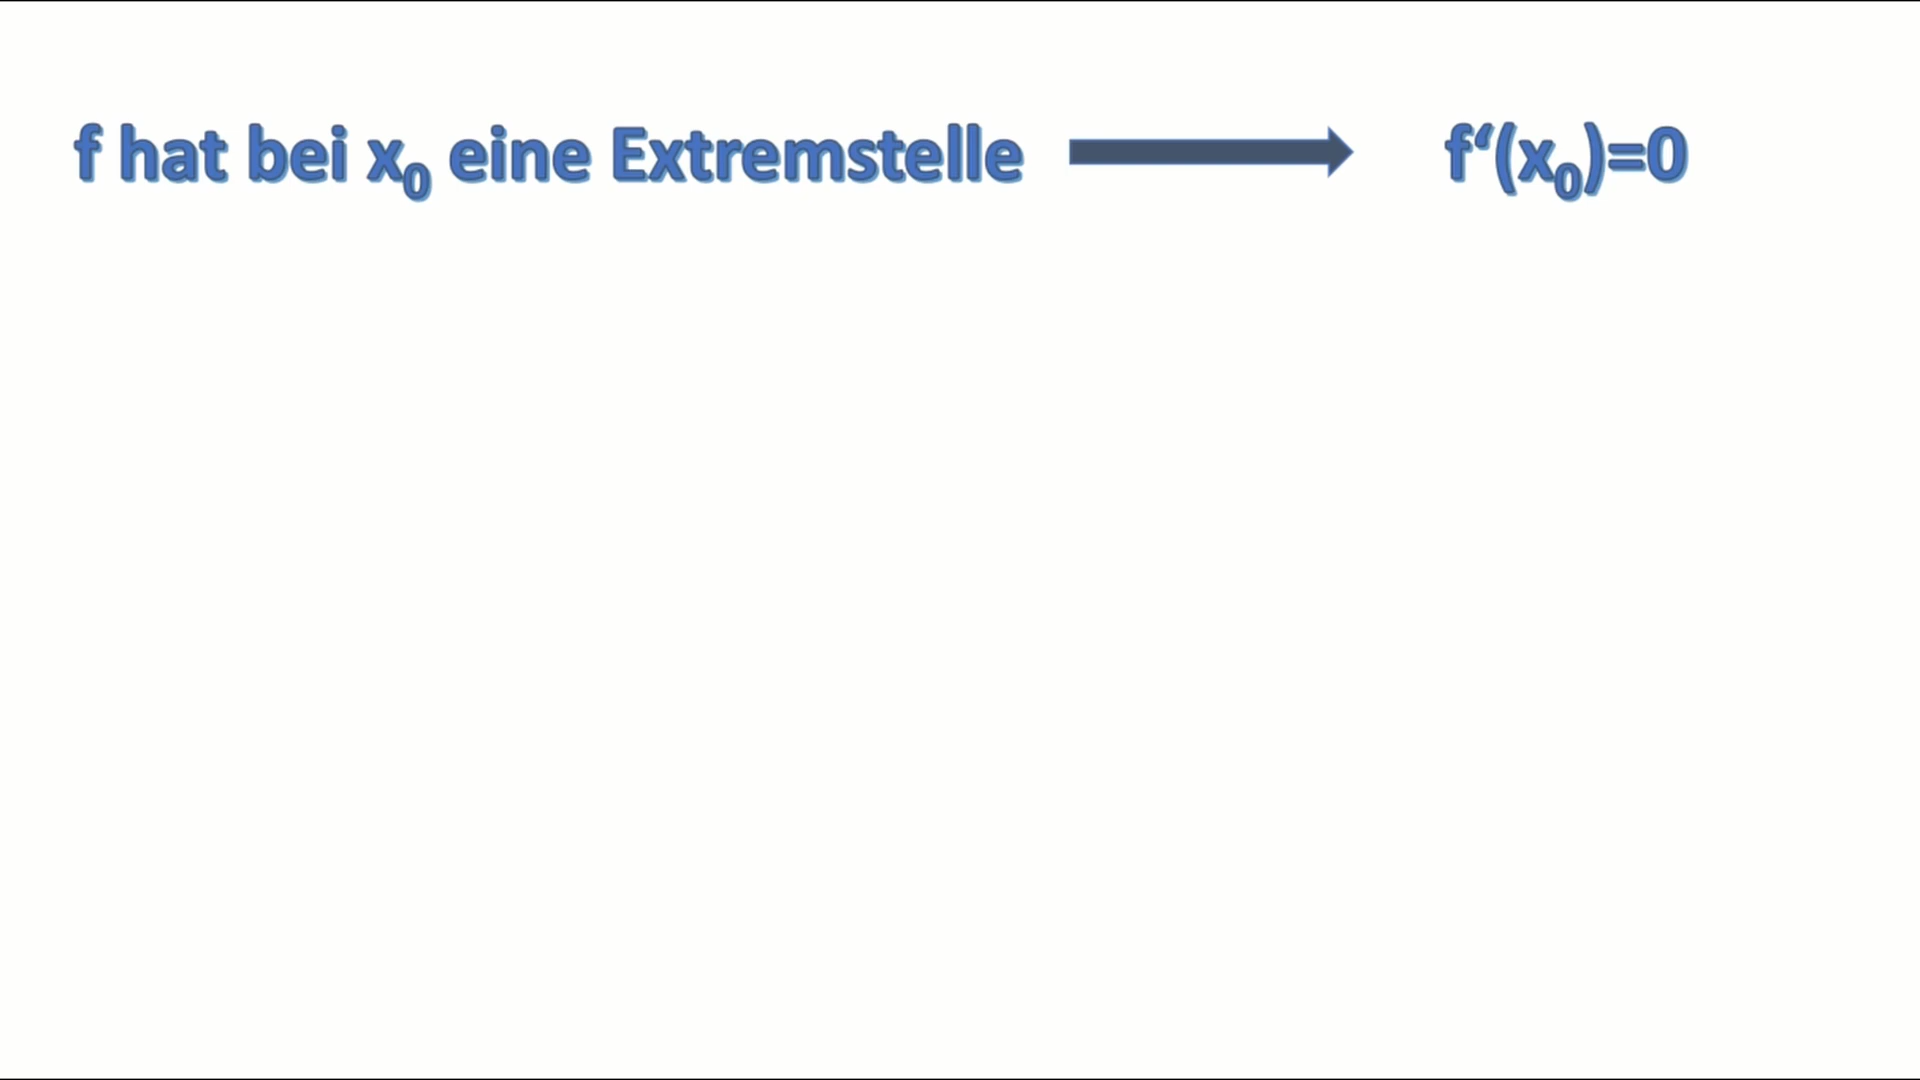 f hat bei x₀ eine Extremstelle → f‘(x₀)=0